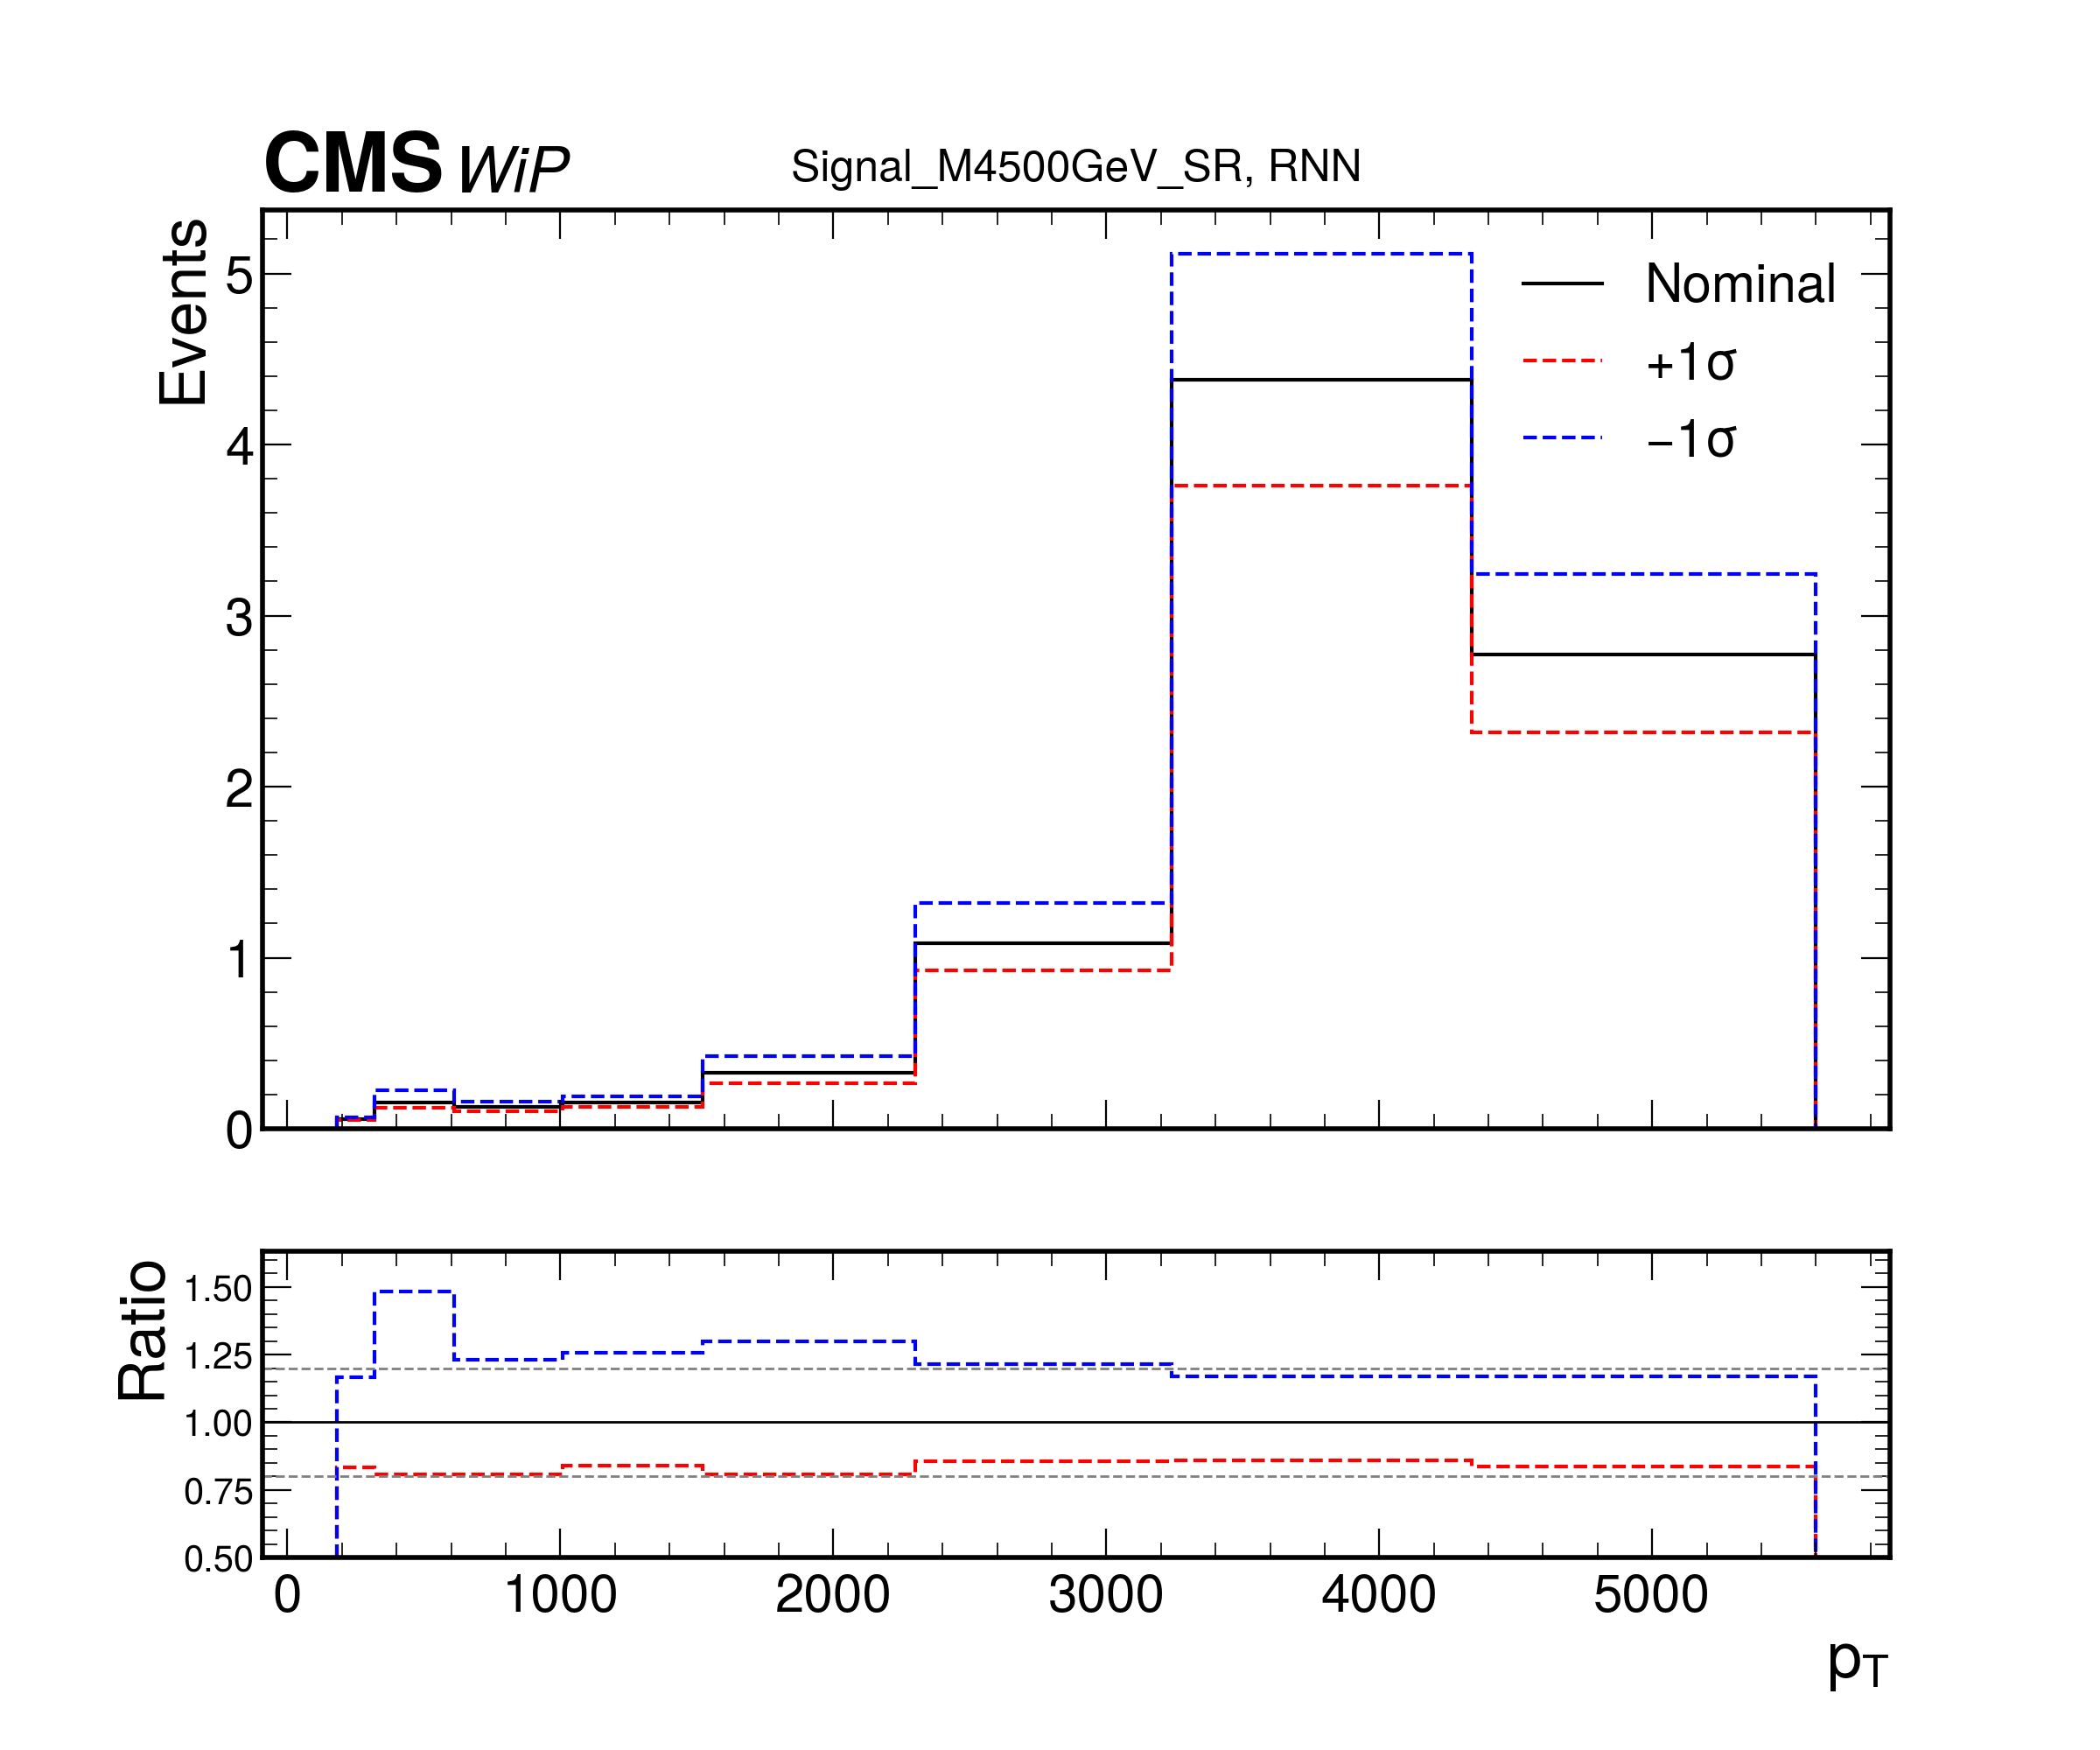 CMS WiP
Signal_M4500GeV_SR, RNN
Events
5
4
3
2
1
0
Nominal
+1σ
−1σ
Ratio
1.50
1.25
1.00
0.75
0.50
0 1000 2000 3000 4000 5000
pT